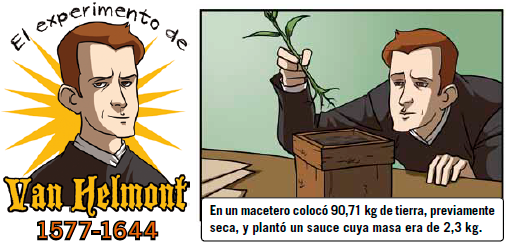 El experimento de
Van Helmont
1577-1644
En un macetero colocó 90,71 kg de tierra, previamente
seca, y plantó un sauce cuya masa era de 2,3 kg.